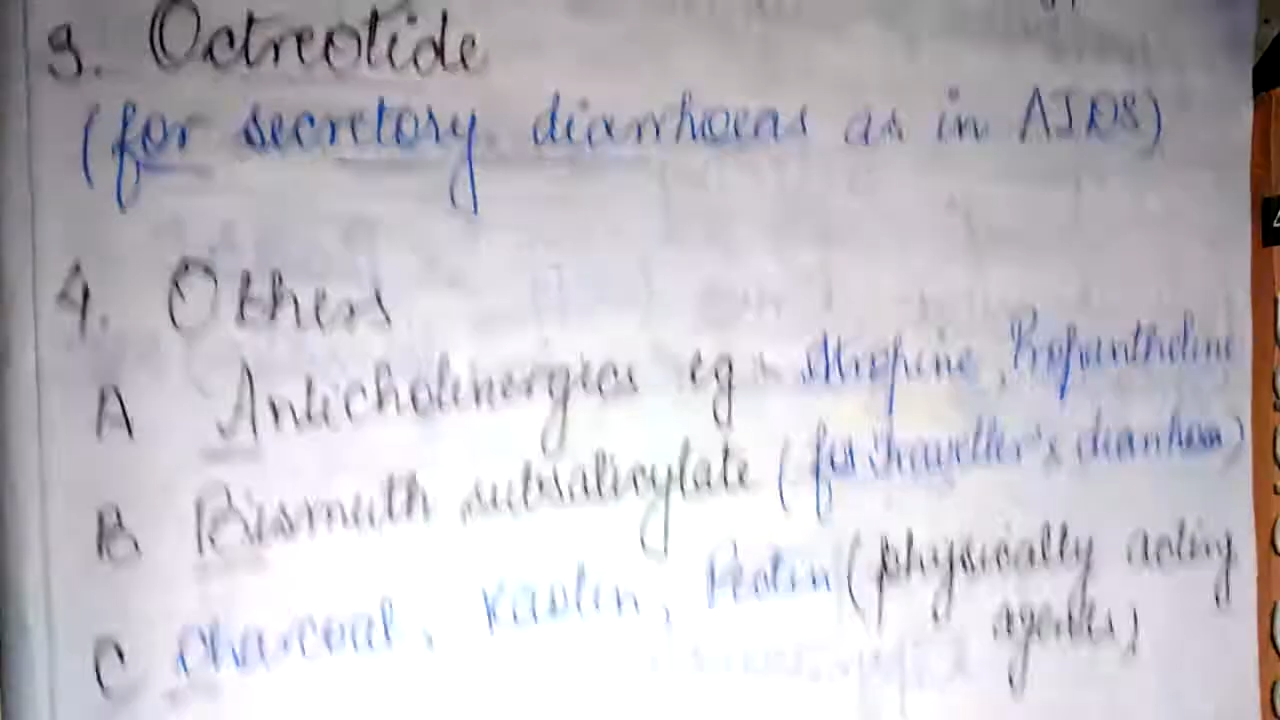 3. Octreotide
(for secretory diarrhoeas as in AIDS)
4. Others
A Anticholinergics eg - Atropine, Propantheline
B Bismuth subsalicylate (for traveller's diarrhoea)
C Charcoal, Kaolin, Pectin (physically acting
agents)